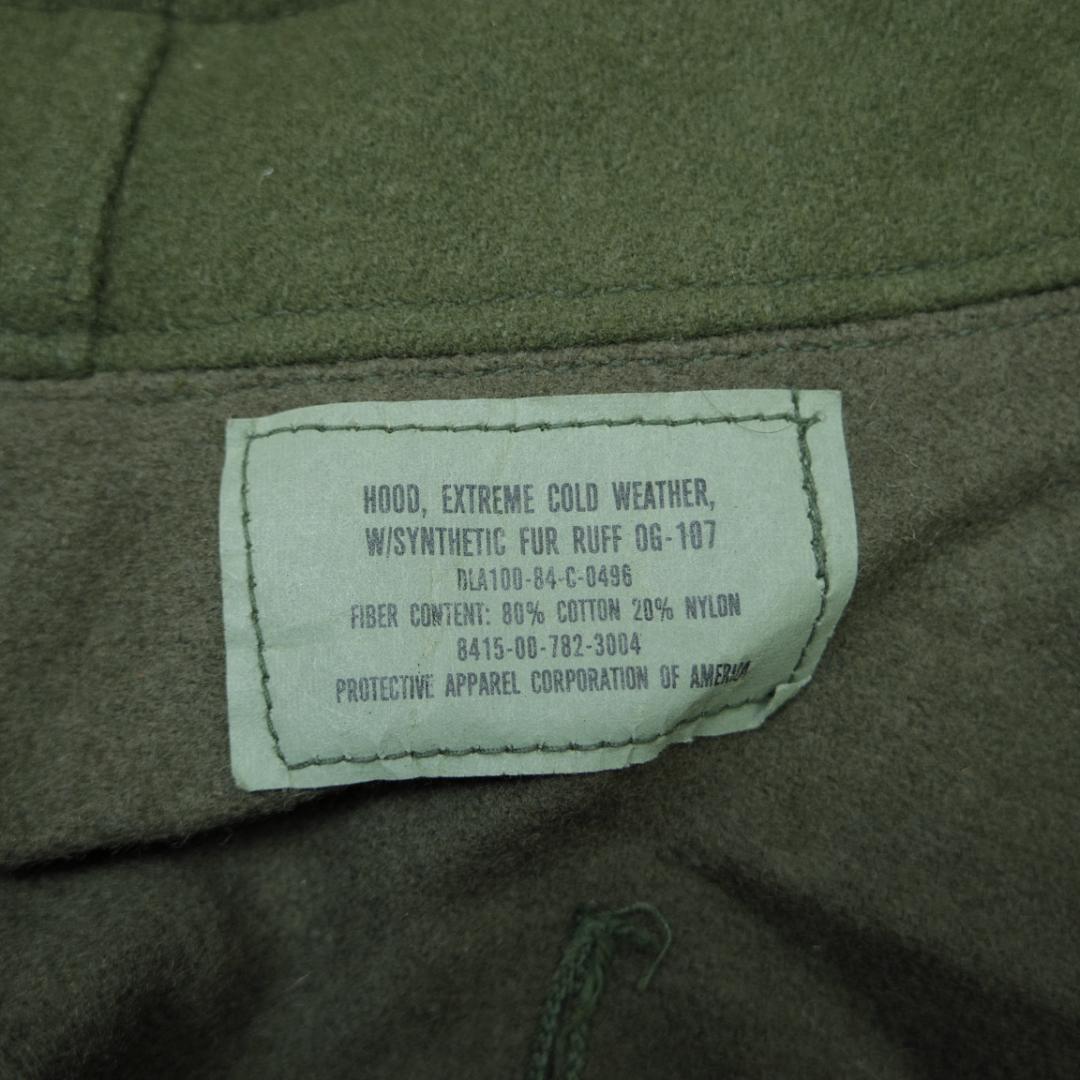 HOOD, EXTREME COLD WEATHER,
W/SYNTHETIC FUR RUFF OG-107
DLA100-84-C-0496
FIBER CONTENT: 80% COTTON 20% NYLON
8415-00-782-3004
PROTECTIVE APPAREL CORPORATION OF AMERICA